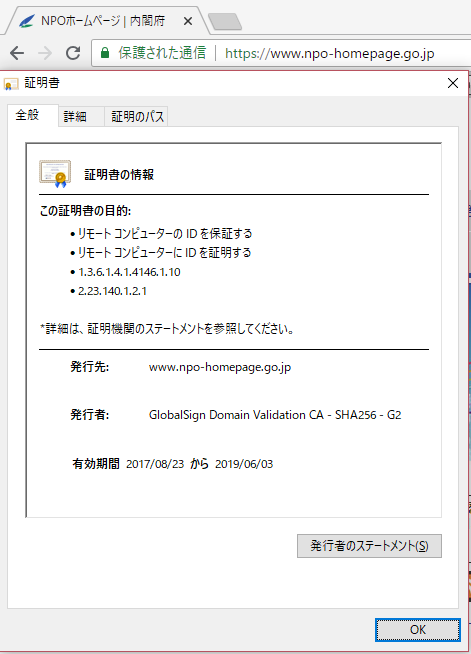 NPOホームページ | 内閣府
保護された通信 | https://www.npo-homepage.go.jp
証明書
全般 詳細 証明のパス
証明書の情報
この証明書の目的:
• リモート コンピューターの ID を保証する
• リモート コンピューターに ID を証明する
• 1.3.6.1.4.1.4146.1.10
• 2.23.140.1.2.1
*詳細は、証明機関のステートメントを参照してください。
発行先: www.npo-homepage.go.jp
発行者: GlobalSign Domain Validation CA - SHA256 - G2
有効期間 2017/08/23 から 2019/06/03
発行者のステートメント(S)
OK